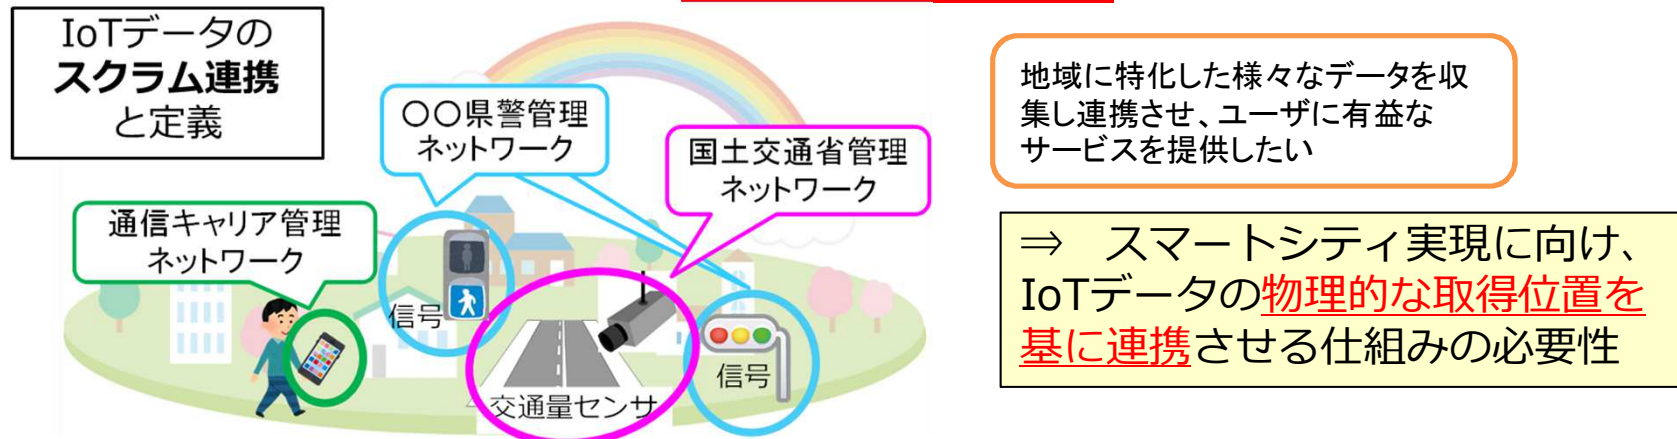 IoTデータの
スクラム連携
と定義
〇〇県警管理
ネットワーク
国土交通省管理
ネットワーク
通信キャリア管理
ネットワーク
信号
交通量センサ
信号
地域に特化した様々なデータを収
集し連携させ、ユーザに有益な
サービスを提供したい
⇒　スマートシティ実現に向け、
IoTデータの物理的な取得位置を
基に連携させる仕組みの必要性